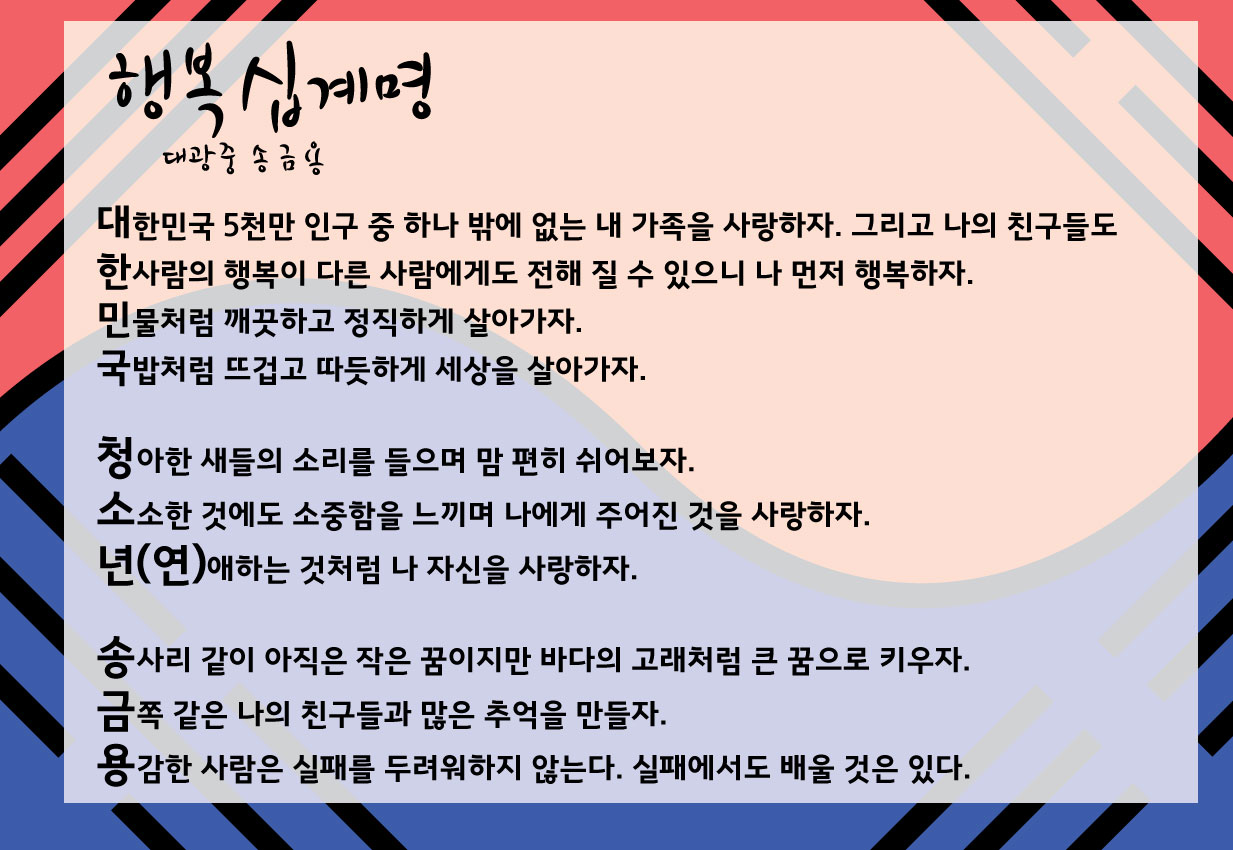 행복 십계명
대광중 송금용
대한민국 5천만 인구 중 하나 밖에 없는 내 가족을 사랑하자. 그리고 나의 친구들도
한사람의 행복이 다른 사람에게도 전해 질 수 있으니 나 먼저 행복하자.
민물처럼 깨끗하고 정직하게 살아가자.
국밥처럼 뜨겁고 따듯하게 세상을 살아가자.
청아한 새들의 소리를 들으며 맘 편히 쉬어보자.
소소한 것에도 소중함을 느끼며 나에게 주어진 것을 사랑하자.
년(연)애하는 것처럼 나 자신을 사랑하자.
송사리 같이 아직은 작은 꿈이지만 바다의 고래처럼 큰 꿈으로 키우자.
금쪽 같은 나의 친구들과 많은 추억을 만들자.
용감한 사람은 실패를 두려워하지 않는다. 실패에서도 배울 것은 있다.